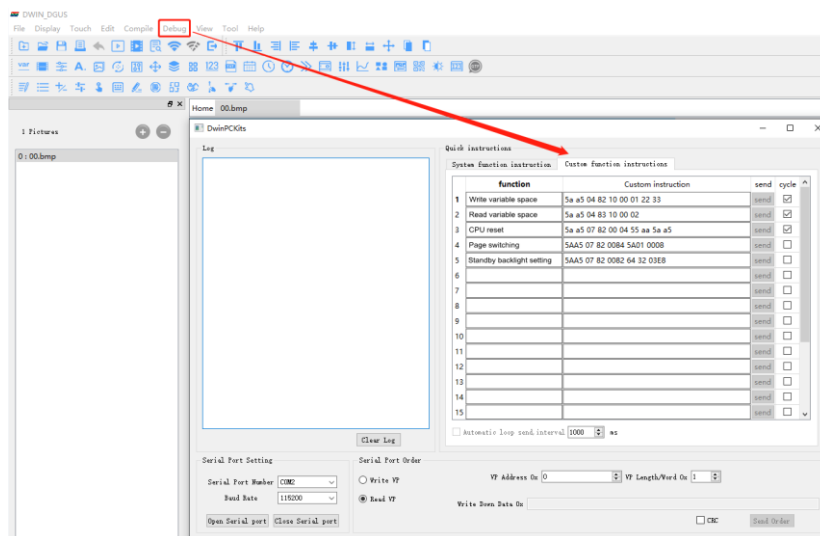 DWIN_DGUS
File Display Touch Edit Compile Debug View Tool Help
1 Pictures
Home 00.bmp
0 : 00.bmp
DwinPCKits
Log
Quick instructions
System function instruction Custom function instructions
function Custom instruction send cycle
1 Write variable space 5a a5 04 82 10 00 01 22 33 send
2 Read variable space 5a a5 04 83 10 00 02 send
3 CPU reset 5a a5 07 82 00 04 55 aa 5a a5 send
4 Page switching 5AA5 07 82 0084 5A01 0008 send
5 Standby backlight setting 5AA5 07 82 0082 64 32 03E8 send
6 send
7 send
8 send
9 send
10 send
11 send
12 send
13 send
14 send
15 send
Automatic loop send, interval 1000 ms
Clear Log
Serial Port Setting
Serial Port Number COM2
Baud Rate 115200
Open Serial port Close Serial port
Serial Port Order
Write VP
Read VP
VP Address 0x 0 VP Length/Word 0x 1
Write Down Data 0x
CRC Send Order